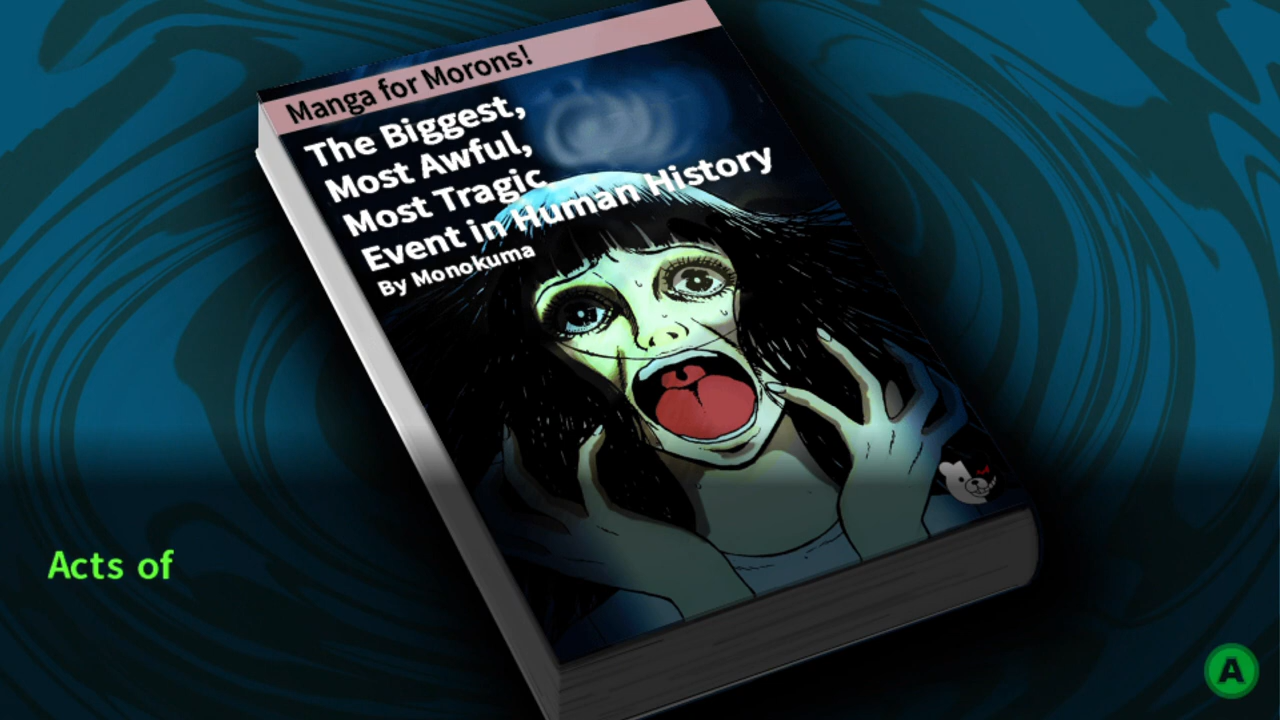 Manga for Morons!
The Biggest,
Most Awful,
Most Tragic
Event in Human History
By Monokuma
Acts of
A